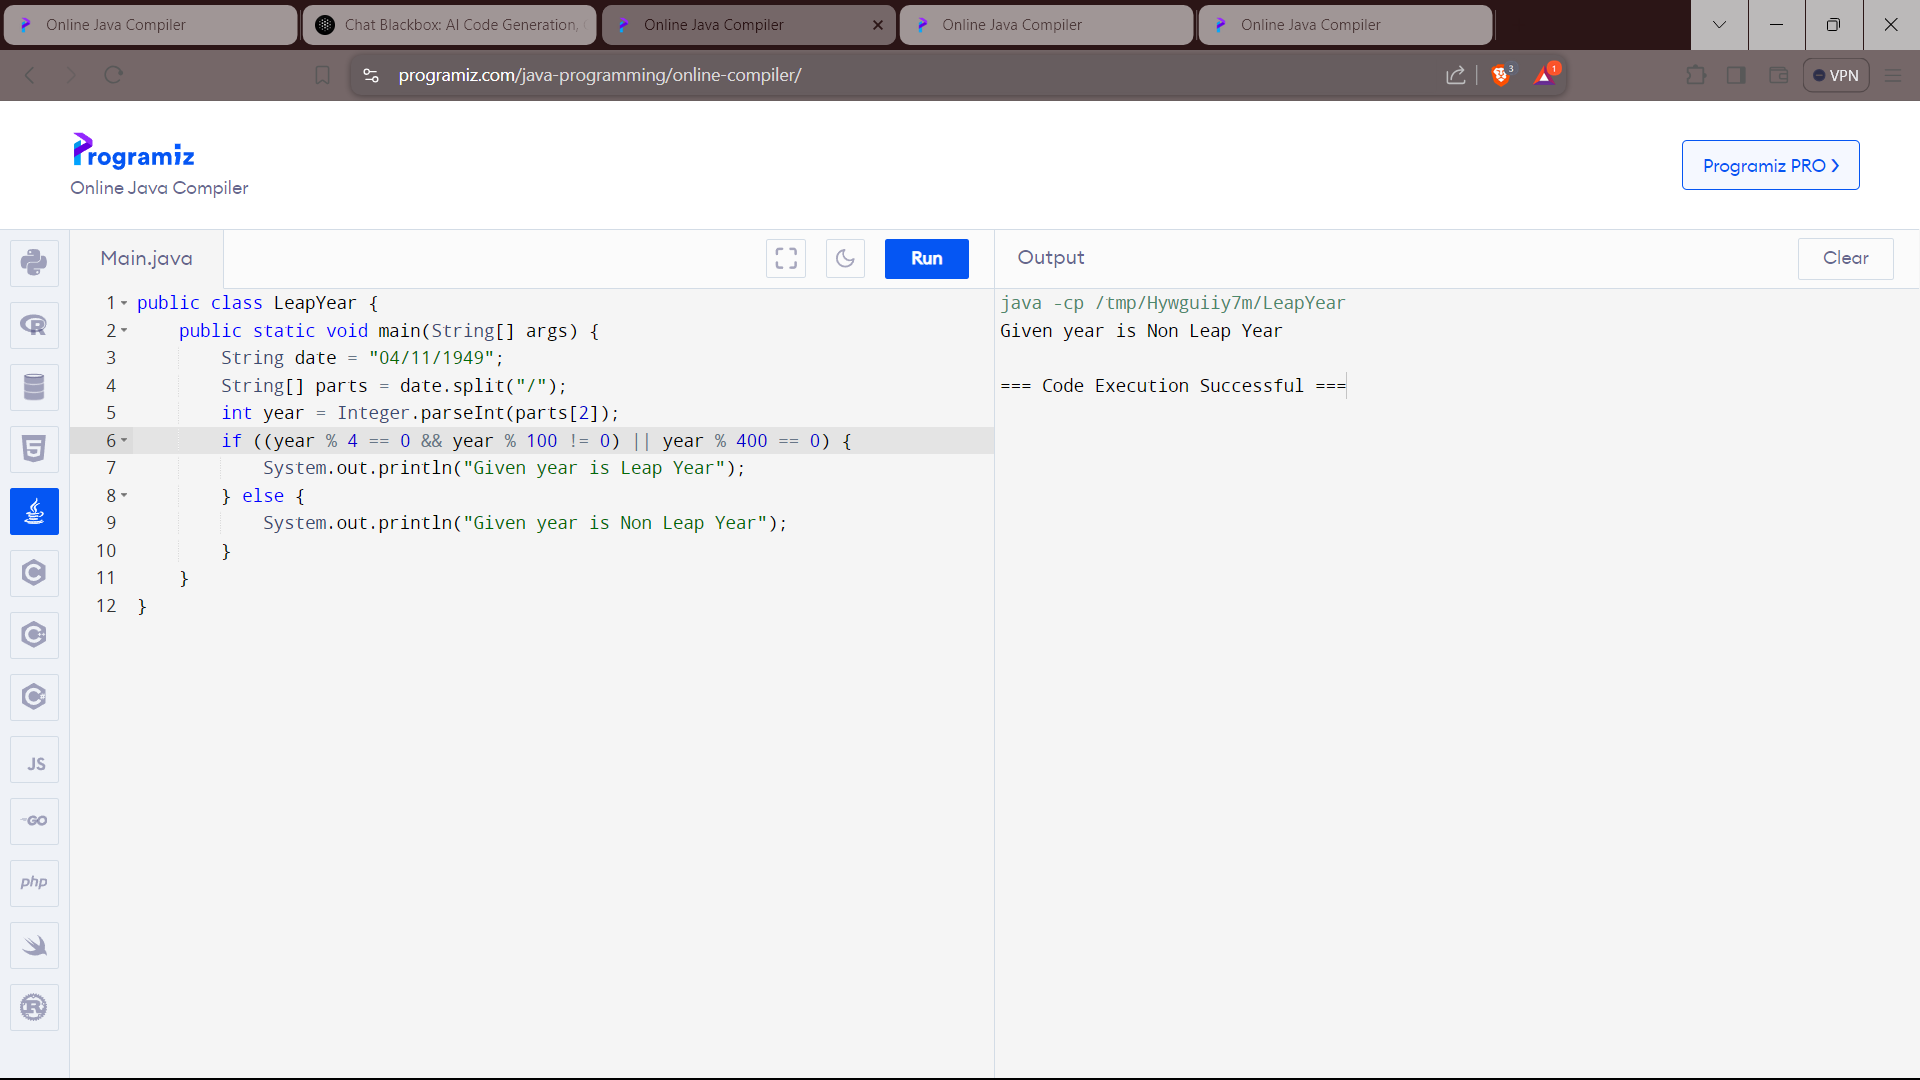 Online Java Compiler
Chat Blackbox: AI Code Generation,
Online Java Compiler
Online Java Compiler
Online Java Compiler
programiz.com/java-programming/online-compiler/
3
1
VPN
Programiz
Online Java Compiler
Programiz PRO
Main.java
Run
Output
Clear
1 public class LeapYear {
2     public static void main(String[] args) {
3         String date = "04/11/1949";
4         String[] parts = date.split("/");
5         int year = Integer.parseInt(parts[2]);
6         if ((year % 4 == 0 && year % 100 != 0) || year % 400 == 0) {
7             System.out.println("Given year is Leap Year");
8         } else {
9             System.out.println("Given year is Non Leap Year");
10         }
11     }
12 }
java -cp /tmp/Hywguiiy7m/LeapYear
Given year is Non Leap Year
=== Code Execution Successful ===
R
5
C
C
C
JS
GO
php
R